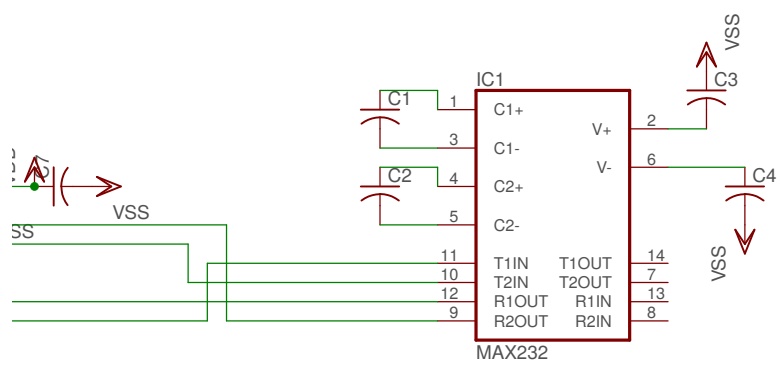 VSS
IC1
C3
C1
1
C1+
2
V+
3
C1-
6
V-
C2
4
C2+
C4
C7
5
C2-
VSS
SS
VSS
11
T1IN
T1OUT
14
10
T2IN
T2OUT
7
12
R1OUT
R1IN
13
9
R2OUT
R2IN
8
MAX232